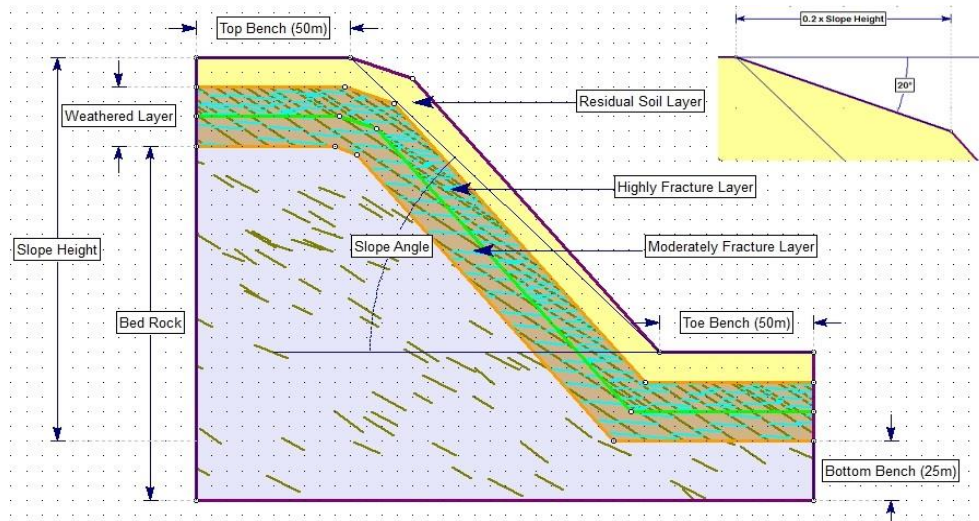 Top Bench (50m)
0.2 x Slope Height
20°
Residual Soil Layer
Weathered Layer
Highly Fracture Layer
Slope Height
Slope Angle
Moderately Fracture Layer
Bed Rock
Toe Bench (50m)
Bottom Bench (25m)